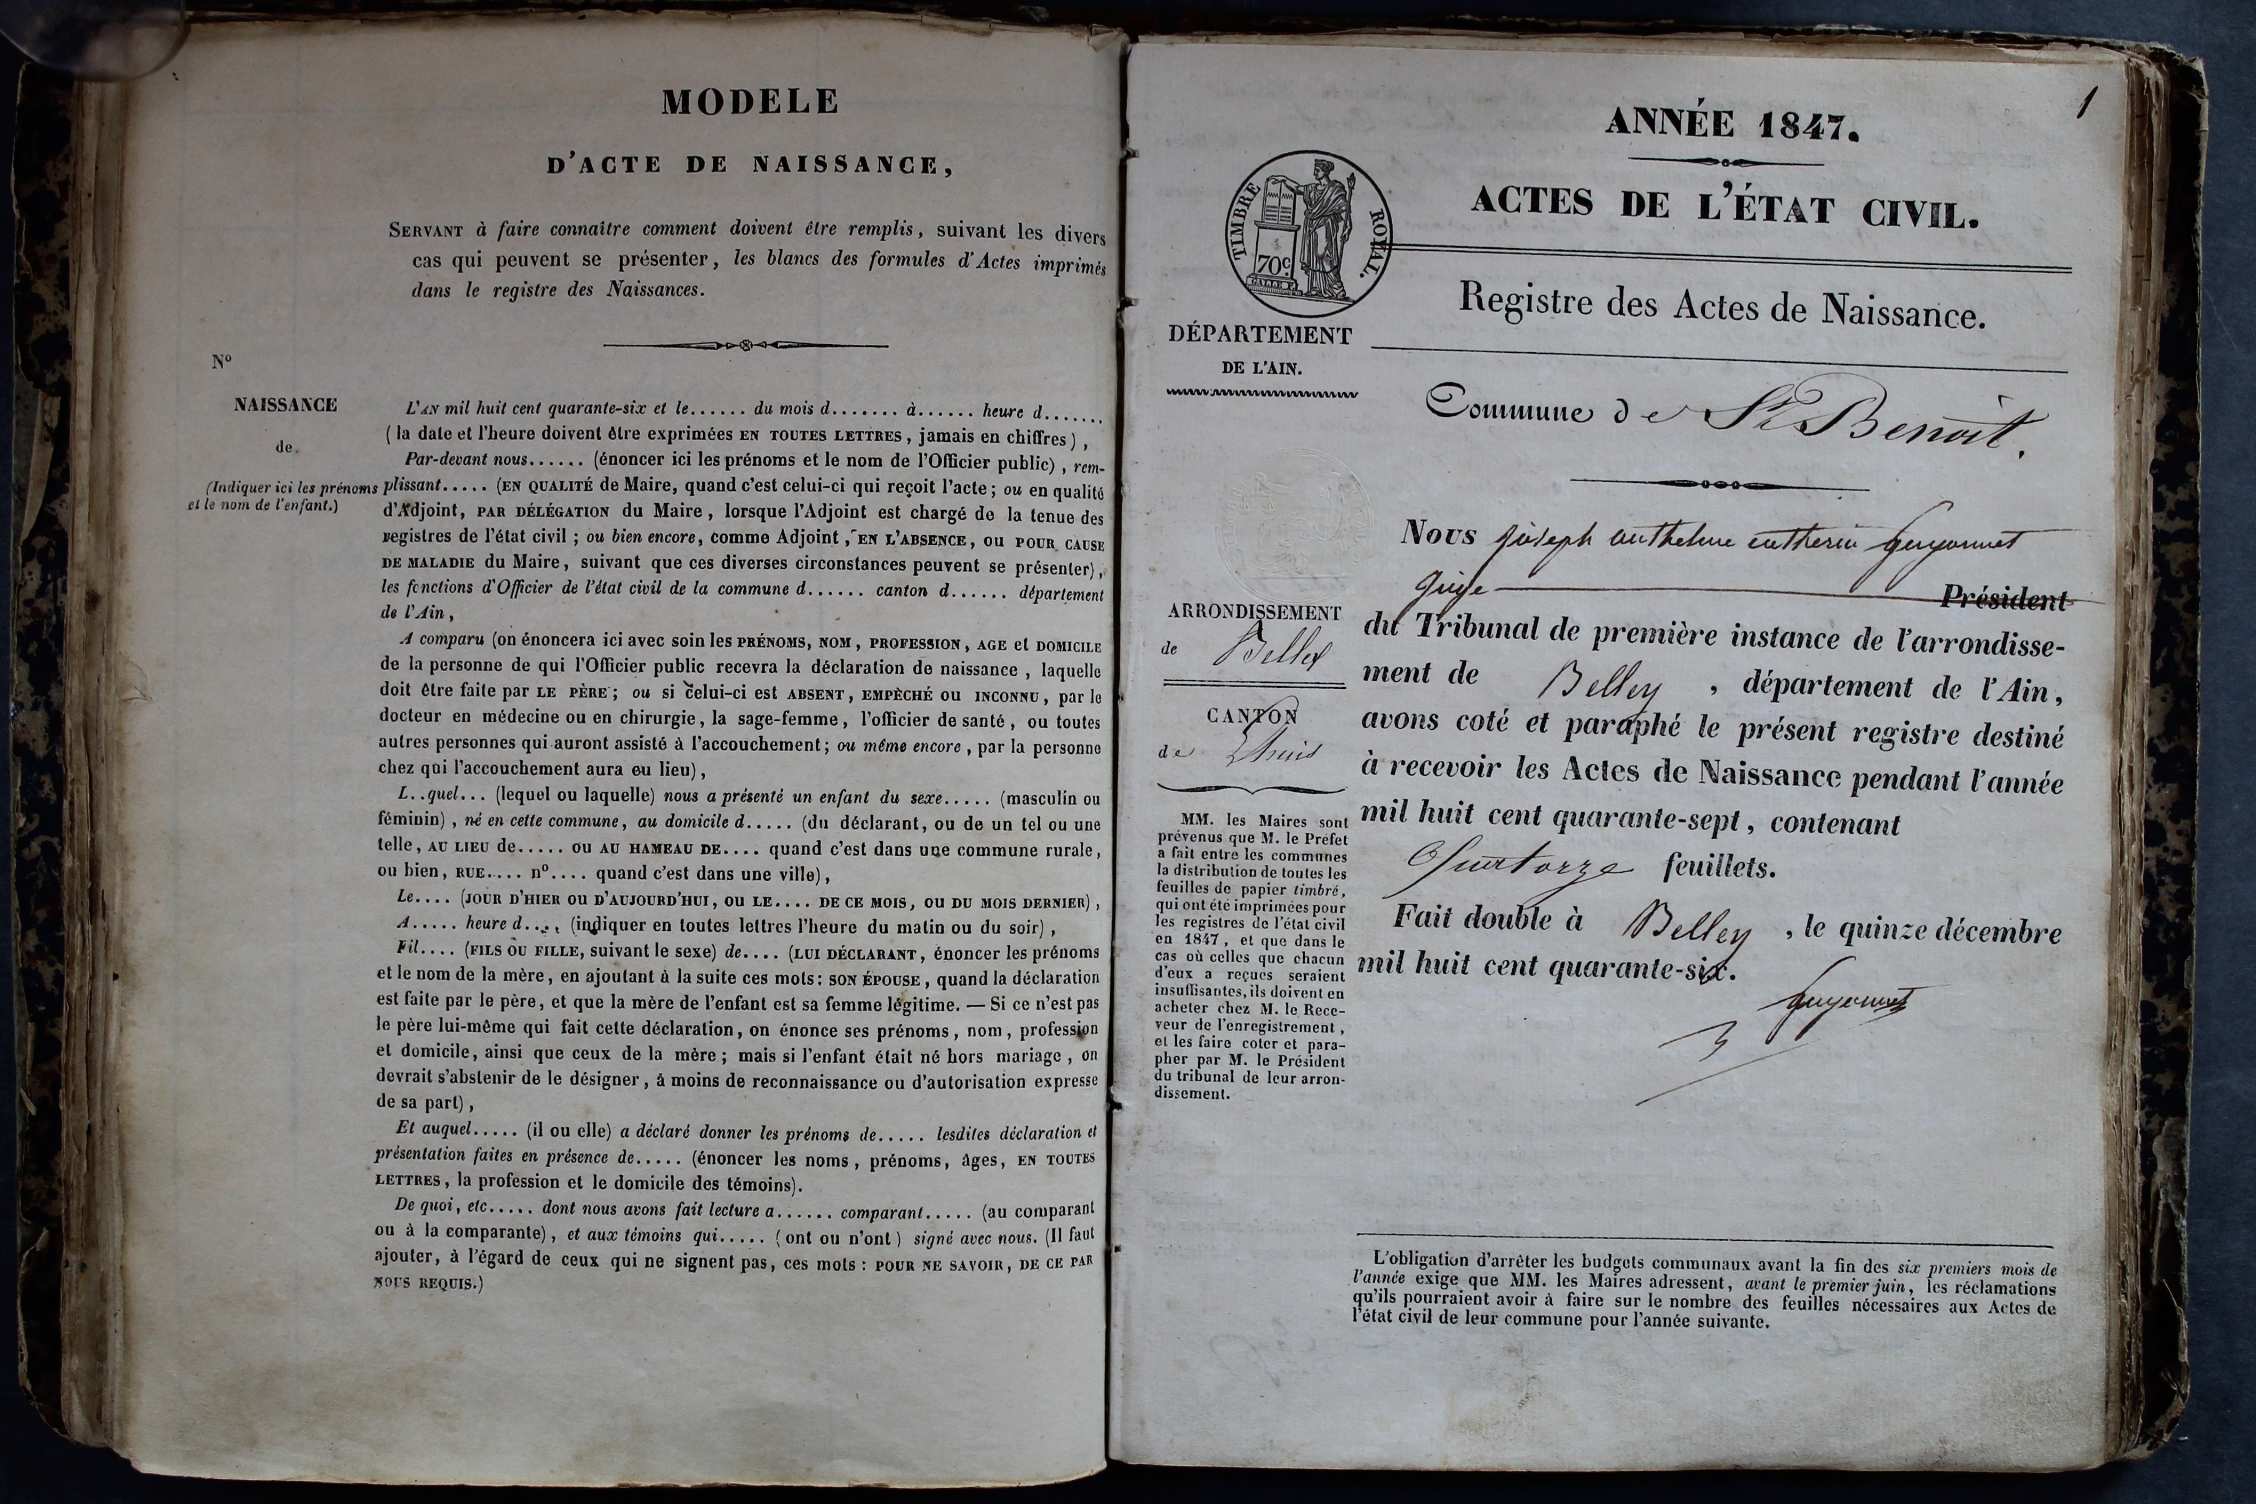 MODELE
D'ACTE DE NAISSANCE,
SERVANT à faire connaître comment doivent être remplis, suivant les divers
cas qui peuvent se présenter, les blancs des formules d'Actes imprimés
dans le registre des Naissances.
No
NAISSANCE
de
(Indiquer ici les prénoms
et le nom de l'enfant.)
L'AN mil huit cent quarante-six et le...... du mois d....... à...... heure d.......
(la date et l'heure doivent être exprimées EN TOUTES LETTRES, jamais en chiffres),
Par-devant nous...... (énoncer ici les prénoms et le nom de l'Officier public), rem-
plissant..... (EN QUALITÉ de Maire, quand c'est celui-ci qui reçoit l'acte; ou en qualité
d'Adjoint, PAR DÉLÉGATION du Maire, lorsque l'Adjoint est chargé de la tenue des
registres de l'état civil; ou bien encore, comme Adjoint, EN L'ABSENCE, OU POUR CAUSE
DE MALADIE du Maire, suivant que ces diverses circonstances peuvent se présenter),
les fonctions d'Officier de l'état civil de la commune d...... canton d...... département
de l'Ain,
A comparu (on énoncera ici avec soin les PRÉNOMS, NOM, PROFESSION, AGE et DOMICILE
de la personne de qui l'Officier public recevra la déclaration de naissance, laquelle
doit être faite par LE PÈRE; ou si celui-ci est ABSENT, EMPÈCHÉ OU INCONNU, par le
docteur en médecine ou en chirurgie, la sage-femme, l'officier de santé, ou toutes
autres personnes qui auront assisté à l'accouchement; ou même encore, par la personne
chez qui l'accouchement aura eu lieu),
L..quel... (lequel ou laquelle) nous a présenté un enfant du sexe..... (masculin ou
féminin), né en cette commune, au domicile d..... (du déclarant, ou de un tel ou une
telle, AU LIEU de..... OU AU HAMEAU DE.... quand c'est dans une commune rurale,
ou bien, RUE.... no.... quand c'est dans une ville),
Le.... (JOUR D'HIER OU D'AUJOURD'HUI, OU LE.... DE CE MOIS, OU DU MOIS DERNIER),
A..... heure d.... (indiquer en toutes lettres l'heure du matin ou du soir),
Fil.... (FILS OU FILLE, suivant le sexe) de.... (LUI DÉCLARANT, énoncer les prénoms
et le nom de la mère, en ajoutant à la suite ces mots: SON ÉPOUSE, quand la déclaration
est faite par le père, et que la mère de l'enfant est sa femme légitime. — Si ce n'est pas
le père lui-même qui fait cette déclaration, on énonce ses prénoms, nom, profession
et domicile, ainsi que ceux de la mère; mais si l'enfant était né hors mariage, on
devrait s'abstenir de le désigner, à moins de reconnaissance ou d'autorisation expresse
de sa part),
Et auquel..... (il ou elle) a déclaré donner les prénoms de..... lesdites déclaration et
présentation faites en présence de..... (énoncer les noms, prénoms, âges, EN TOUTES
LETTRES, la profession et le domicile des témoins).
De quoi, etc..... dont nous avons fait lecture a...... comparant..... (au comparant
ou à la comparante), et aux témoins qui..... (ont ou n'ont) signé avec nous. (Il faut
ajouter, à l'égard de ceux qui ne signent pas, ces mots: POUR NE SAVOIR, DE CE PAR
NOUS REQUIS.)
1
ANNÉE 1847.
ACTES DE L'ÉTAT CIVIL.
TIMBRE ROYAL.
70c
Registre des Actes de Naissance.
DÉPARTEMENT
DE L'AIN.
Commune de St Benoit.
Nous joseph anthelme Guyonnet
juge Président
du Tribunal de première instance de l'arrondisse-
ment de Belley, département de l'Ain,
avons coté et paraphé le présent registre destiné
à recevoir les Actes de Naissance pendant l'année
mil huit cent quarante-sept, contenant
Quatorze feuillets.
Fait double à Belley, le quinze décembre
mil huit cent quarante-six.
Guyonnet
ARRONDISSEMENT
de Belley
CANTON
de Lhuis
MM. les Maires sont
prévenus que M. le Préfet
a fait entre les communes
la distribution de toutes les
feuilles de papier timbré,
qui ont été imprimées pour
les registres de l'état civil
en 1847, et que dans le
cas où celles que chacun
d'eux a reçues seraient
insuffisantes, ils doivent en
acheter chez M. le Rece-
veur de l'enregistrement,
et les faire coter et para-
pher par M. le Président
du tribunal de leur arron-
dissement.
L'obligation d'arrêter les budgets communaux avant la fin des six premiers mois de
l'année exige que MM. les Maires adressent, avant le premier juin, les réclamations
qu'ils pourraient avoir à faire sur le nombre des feuilles nécessaires aux Actes de
l'état civil de leur commune pour l'année suivante.